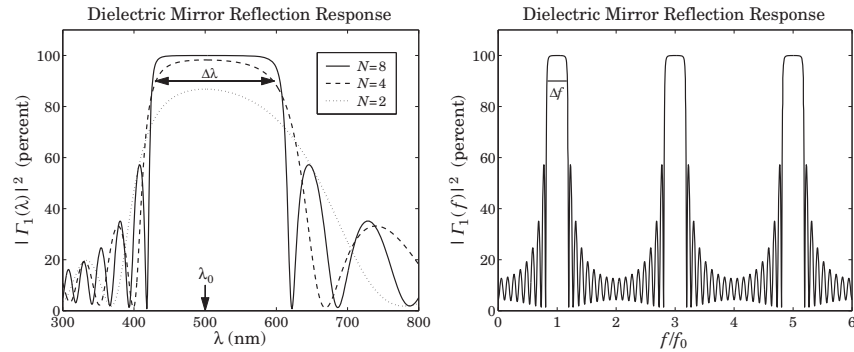 Dielectric Mirror Reflection Response
| Γ1(λ) | 2 (percent)
100
80
60
40
20
0
Δλ
N=8
N=4
N=2
λ0
300 400 500 600 700 800
λ (nm)
Dielectric Mirror Reflection Response
| Γ1(f) | 2 (percent)
100
80
60
40
20
0
Δf
0 1 2 3 4 5 6
f/f0